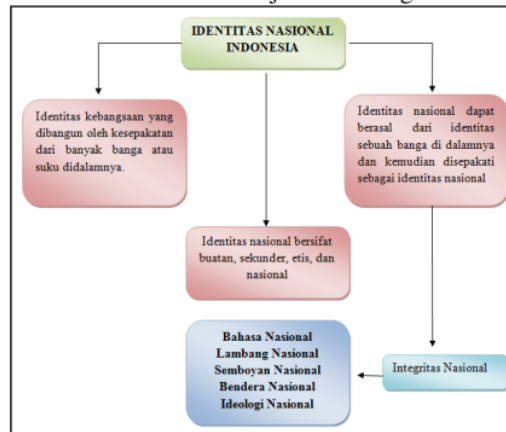 IDENTITAS NASIONAL
INDONESIA
Identitas kebangsaan yang
dibangun oleh kesepakatan
dari banyak banga atau
suku didalamnya.
Identitas nasional dapat
berasal dari identitas
sebuah banga di dalamnya
dan kemudian disepakati
sebagai identitas nasional
Identitas nasional bersifat
buatan, sekunder, etis, dan
nasional
Bahasa Nasional
Lambang Nasional
Semboyan Nasional
Bendera Nasional
Ideologi Nasional
Integritas Nasional